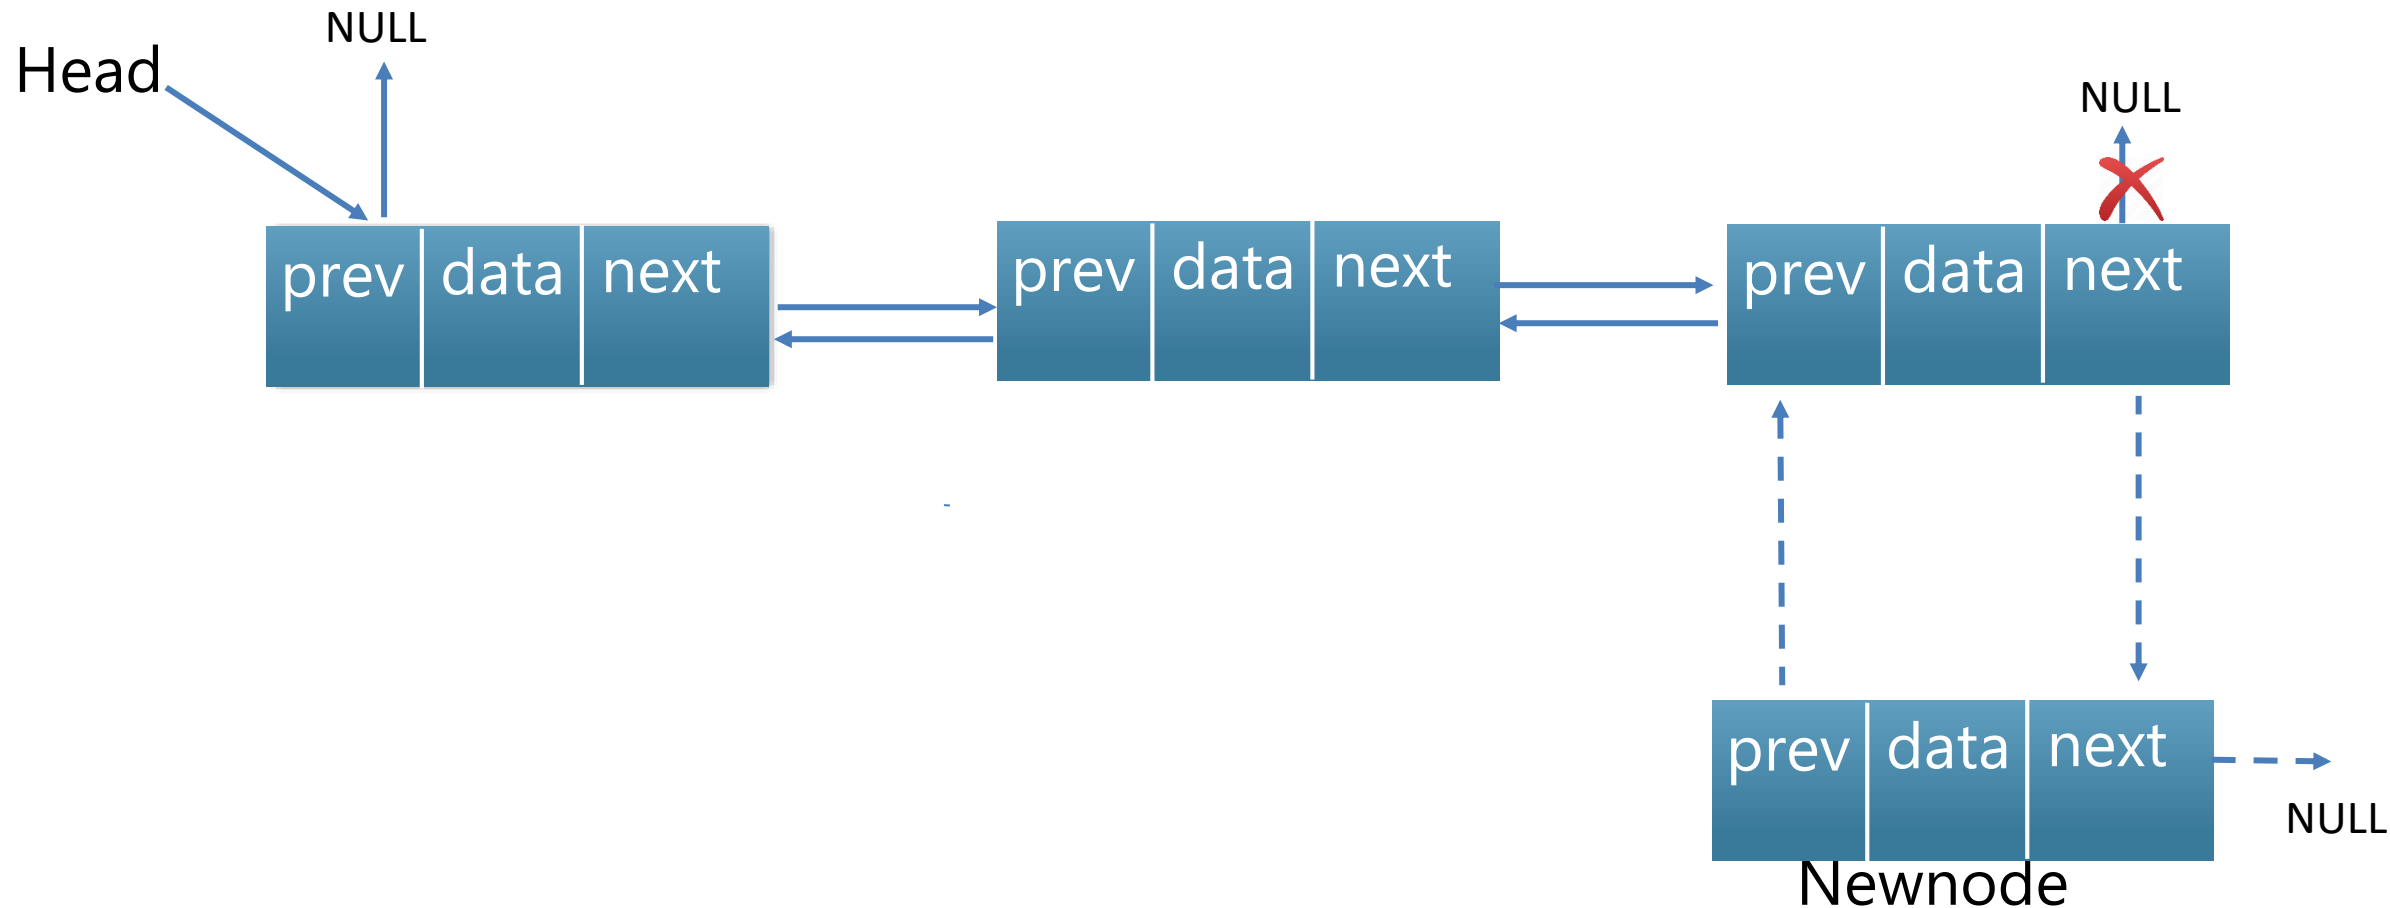 NULL
Head
NULL
prev data next
prev data next
prev data next
prev data next
NULL
Newnode